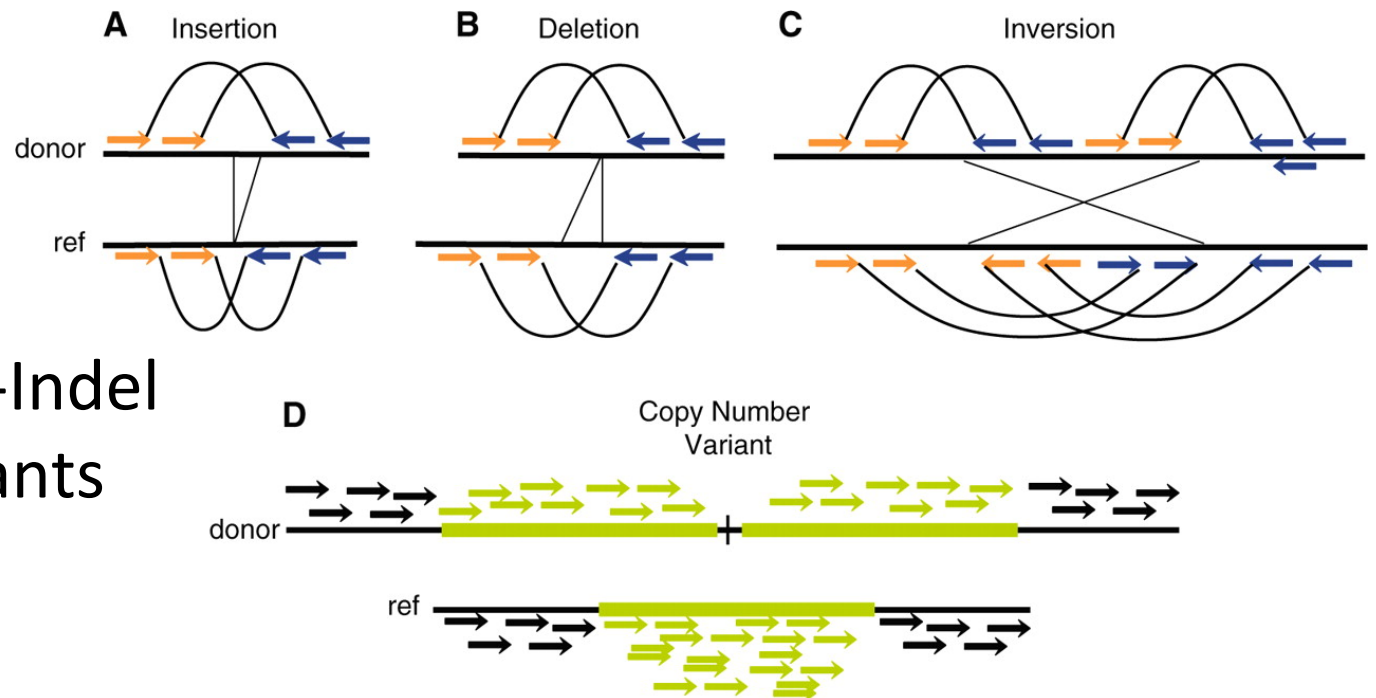 A Insertion
B Deletion
C Inversion
donor
ref
-Indel
ants
D
Copy Number
Variant
donor
ref